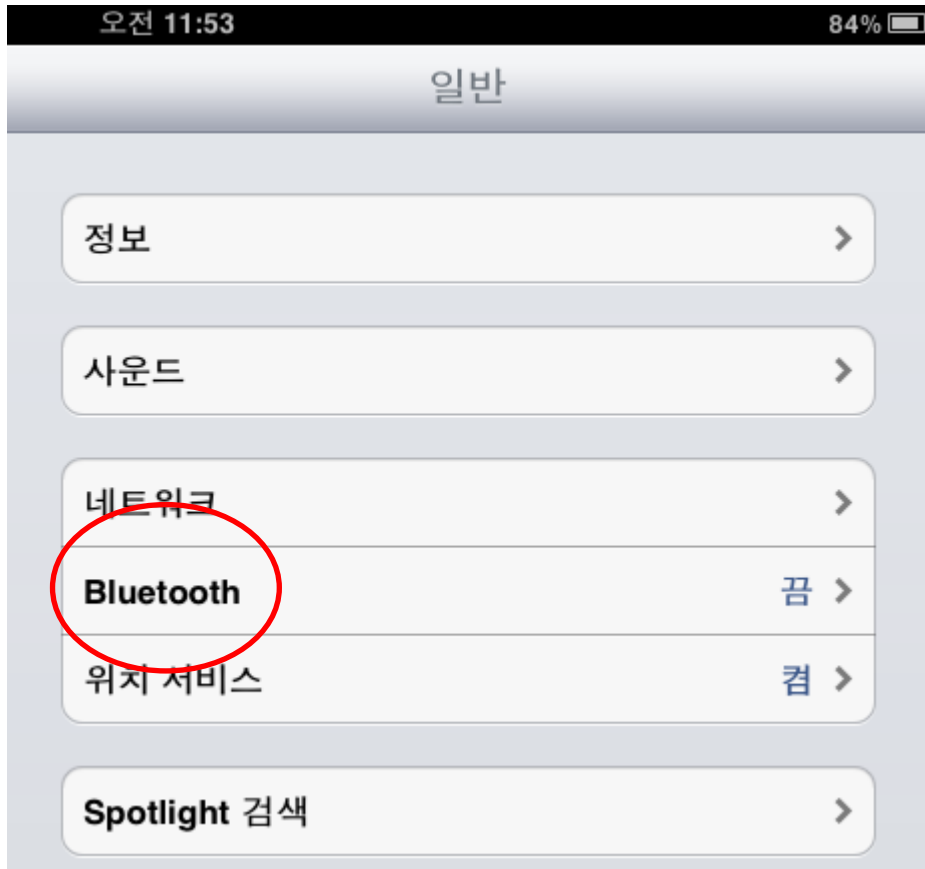 오전 11:53 84%
일반
정보
사운드
네트워크
Bluetooth 끔
위치 서비스 켬
Spotlight 검색